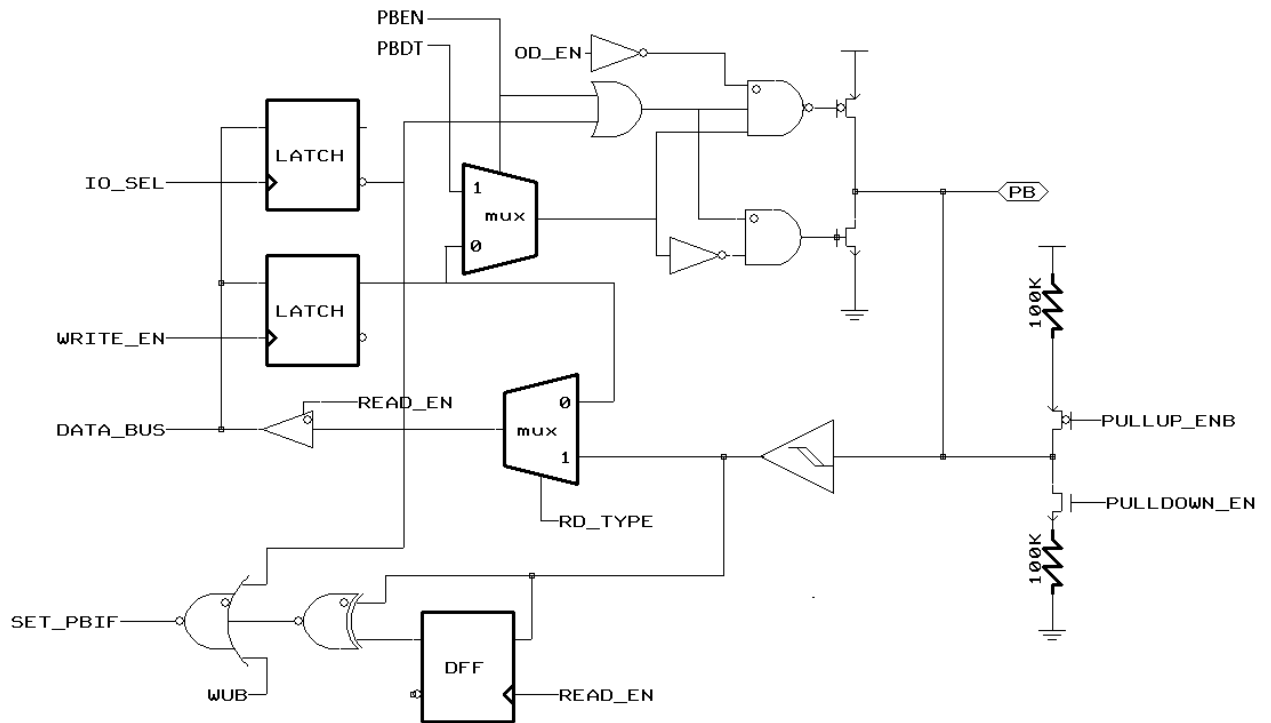 PBEN
PBDT
OD_EN
LATCH
IO_SEL
1
mux
0
PB
LATCH
WRITE_EN
100K
READ_EN
0
DATA_BUS
mux
PULLUP_ENB
1
RD_TYPE
PULLDOWN_EN
100K
SET_PBIF
DFF
WUB
READ_EN